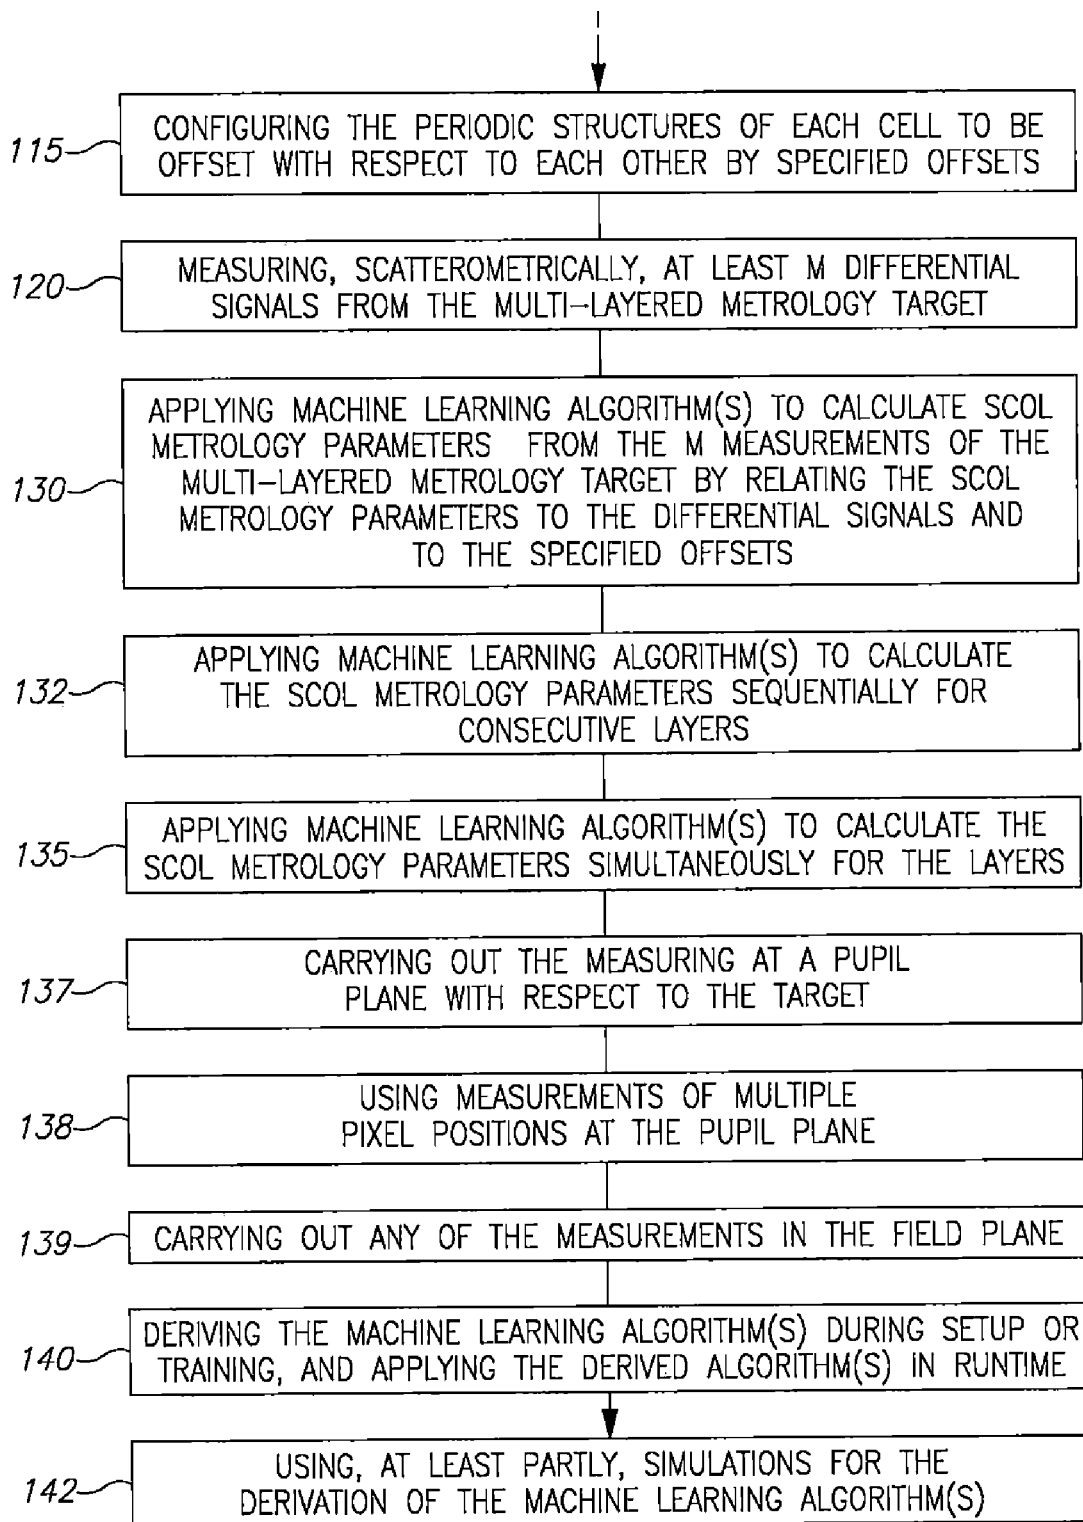 115
CONFIGURING THE PERIODIC STRUCTURES OF EACH CELL TO BE
OFFSET WITH RESPECT TO EACH OTHER BY SPECIFIED OFFSETS
120
MEASURING, SCATTEROMETRICALLY, AT LEAST M DIFFERENTIAL
SIGNALS FROM THE MULTI-LAYERED METROLOGY TARGET
130
APPLYING MACHINE LEARNING ALGORITHM(S) TO CALCULATE SCOL
METROLOGY PARAMETERS FROM THE M MEASUREMENTS OF THE
MULTI-LAYERED METROLOGY TARGET BY RELATING THE SCOL
METROLOGY PARAMETERS TO THE DIFFERENTIAL SIGNALS AND
TO THE SPECIFIED OFFSETS
132
APPLYING MACHINE LEARNING ALGORITHM(S) TO CALCULATE
THE SCOL METROLOGY PARAMETERS SEQUENTIALLY FOR
CONSECUTIVE LAYERS
135
APPLYING MACHINE LEARNING ALGORITHM(S) TO CALCULATE THE
SCOL METROLOGY PARAMETERS SIMULTANEOUSLY FOR THE LAYERS
137
CARRYING OUT THE MEASURING AT A PUPIL
PLANE WITH RESPECT TO THE TARGET
138
USING MEASUREMENTS OF MULTIPLE
PIXEL POSITIONS AT THE PUPIL PLANE
139
CARRYING OUT ANY OF THE MEASUREMENTS IN THE FIELD PLANE
140
DERIVING THE MACHINE LEARNING ALGORITHM(S) DURING SETUP OR
TRAINING, AND APPLYING THE DERIVED ALGORITHM(S) IN RUNTIME
142
USING, AT LEAST PARTLY, SIMULATIONS FOR THE
DERIVATION OF THE MACHINE LEARNING ALGORITHM(S)